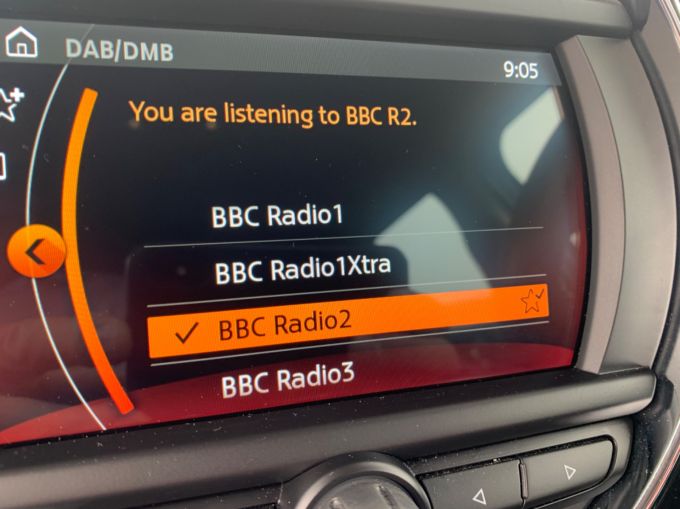 DAB/DMB
9:05
You are listening to BBC R2.
BBC Radio1
BBC Radio1Xtra
BBC Radio2
BBC Radio3